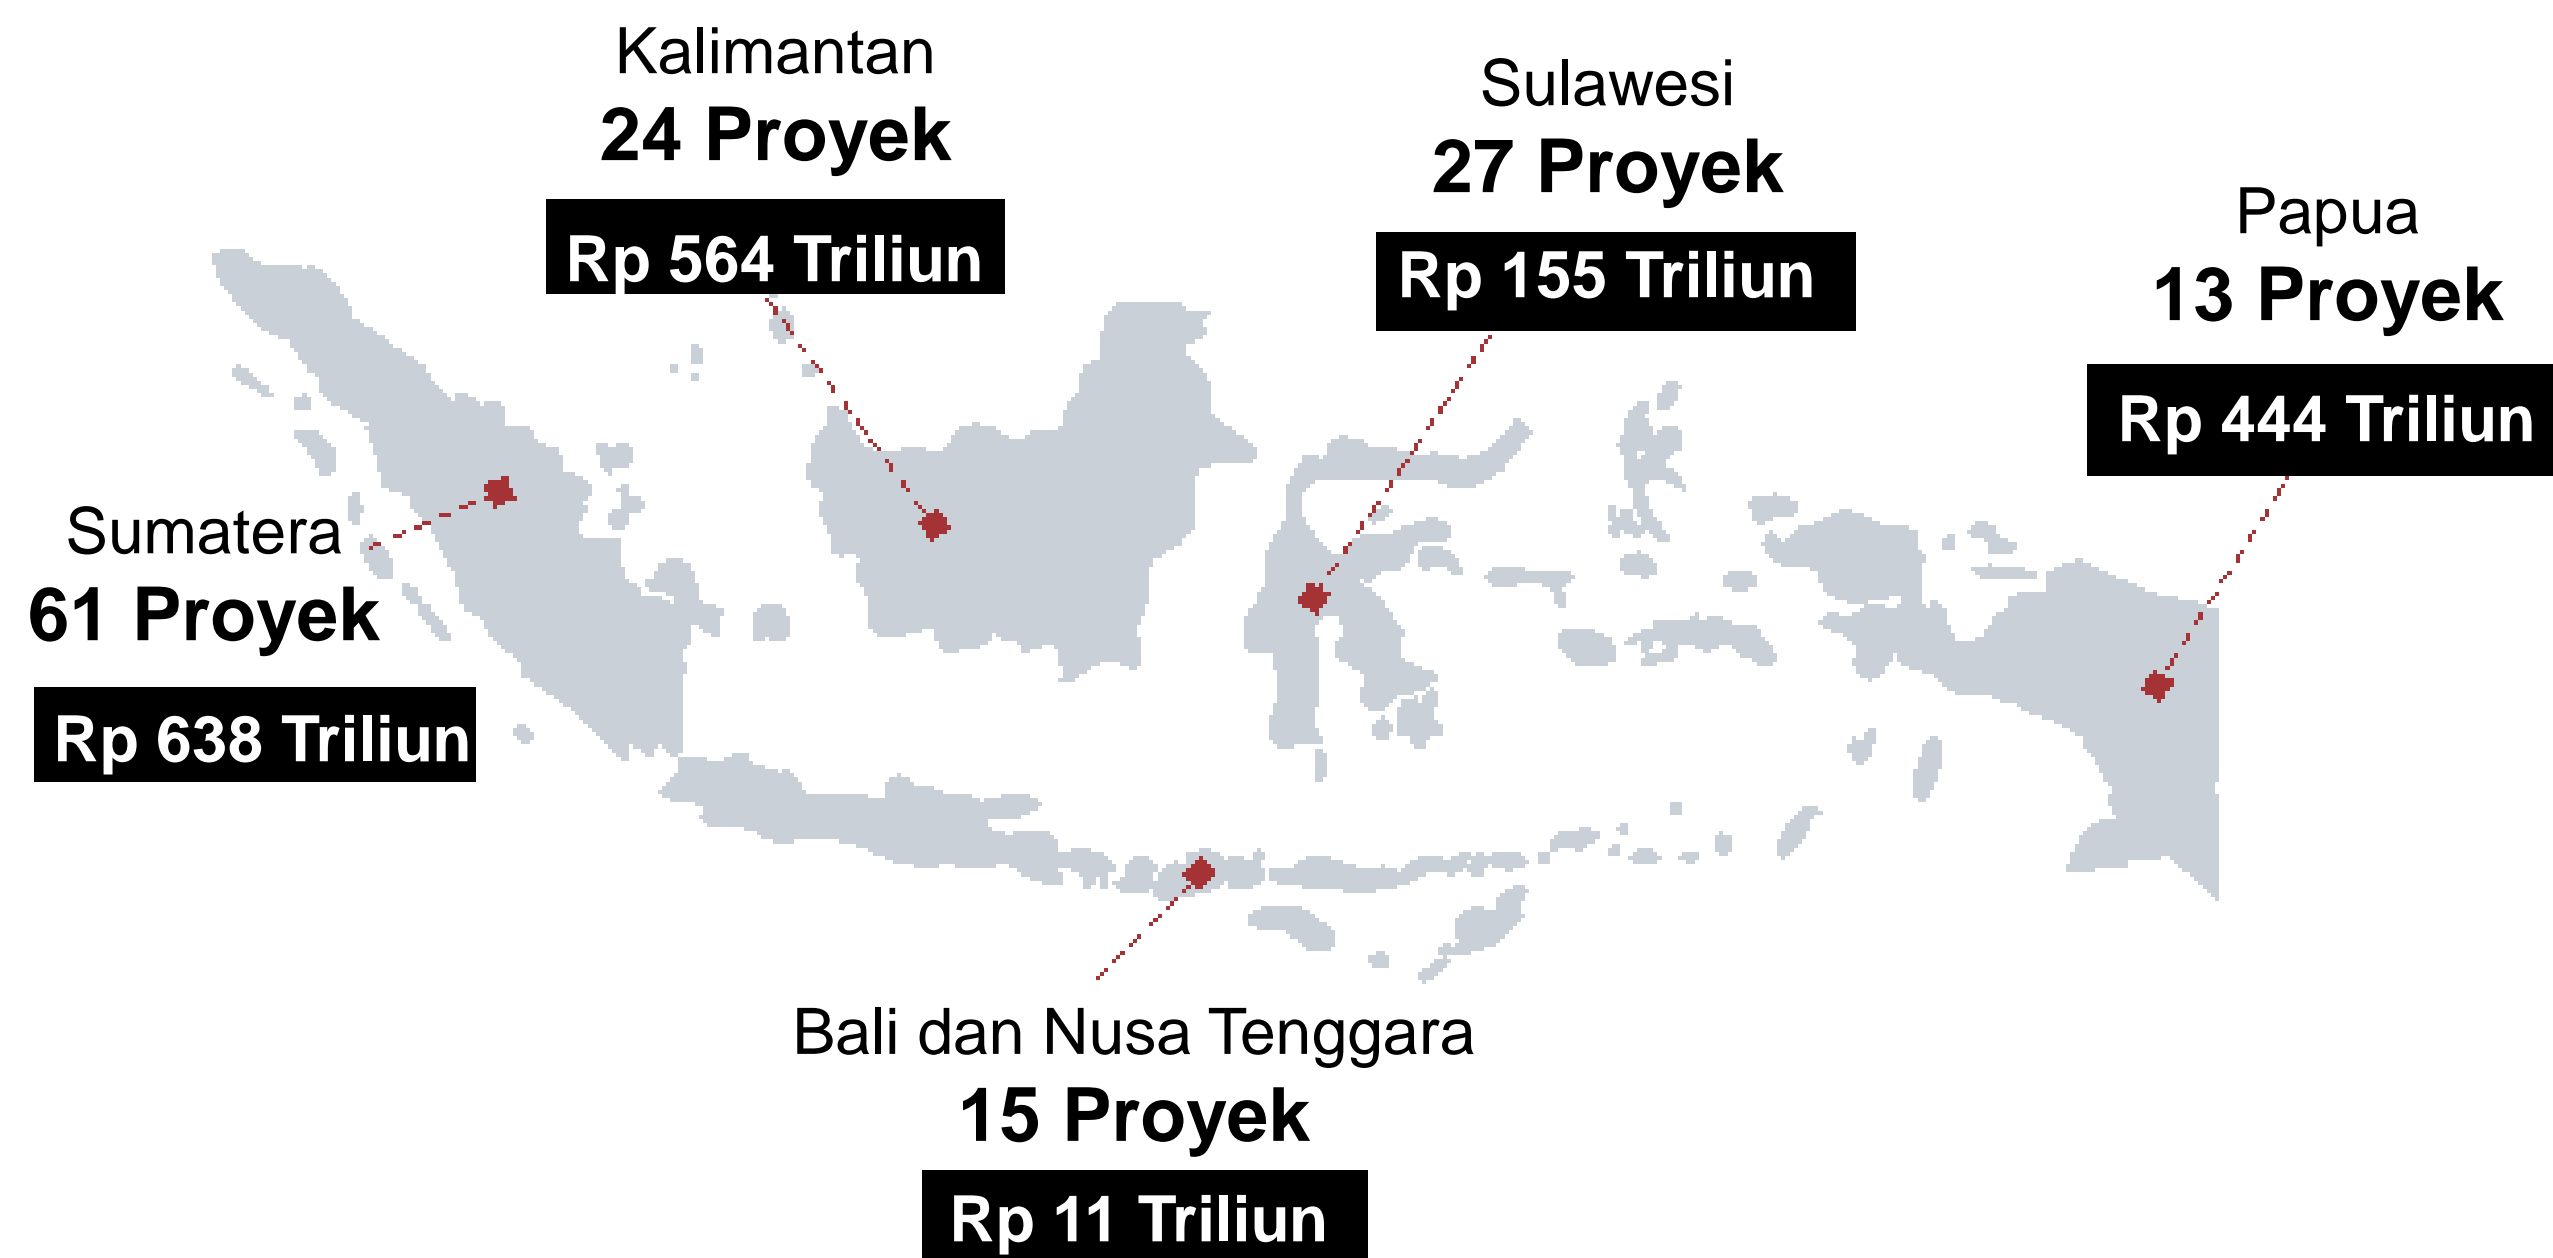 Kalimantan
24 Proyek
Rp 564 Triliun
Sulawesi
27 Proyek
Rp 155 Triliun
Papua
13 Proyek
Rp 444 Triliun
Sumatera
61 Proyek
Rp 638 Triliun
Bali dan Nusa Tenggara
15 Proyek
Rp 11 Triliun